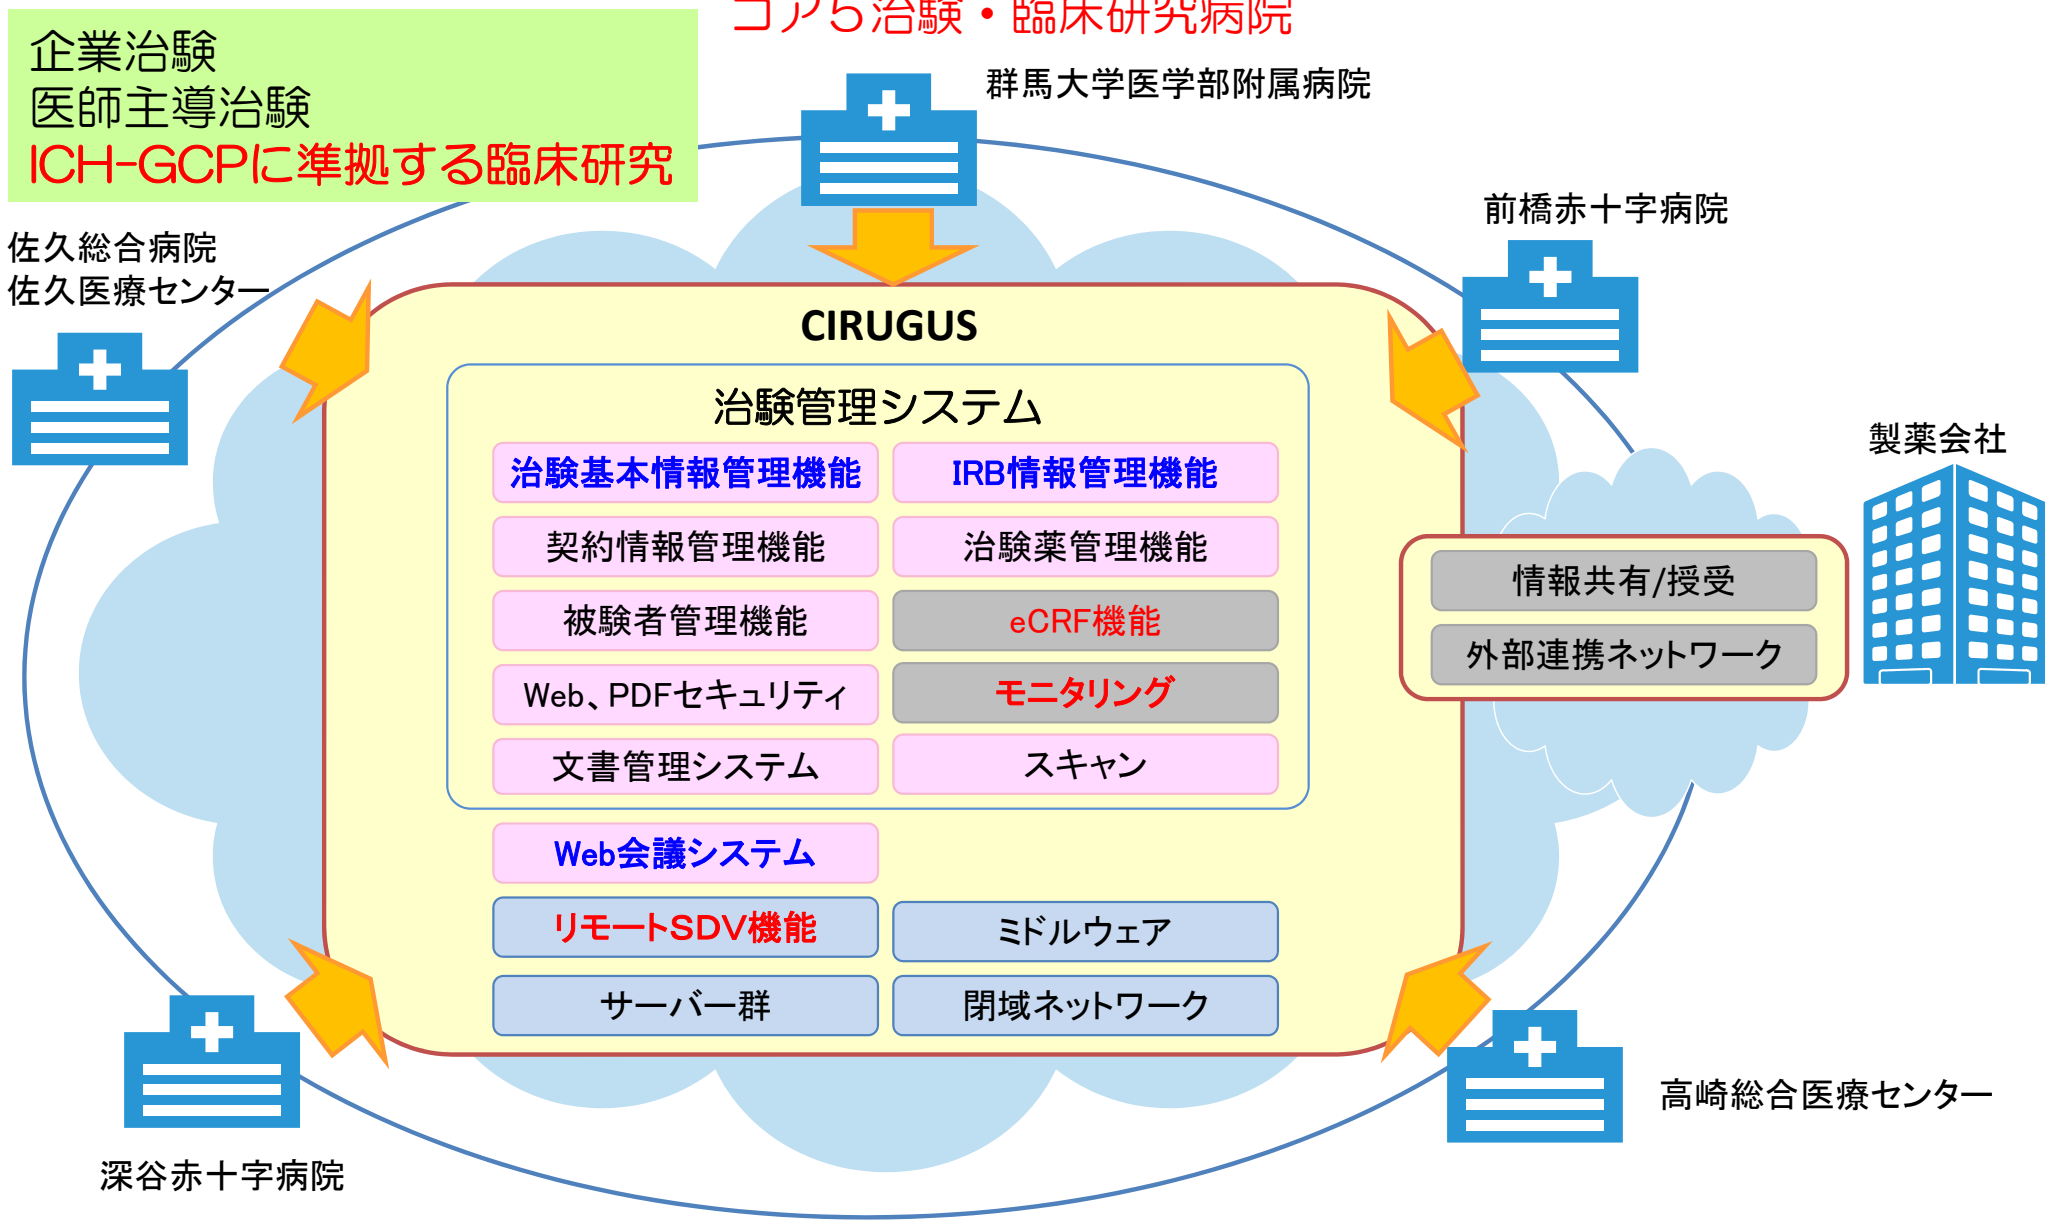 コア5治験・臨床研究病院
企業治験
医師主導治験
ICH-GCPに準拠する臨床研究
群馬大学医学部附属病院
前橋赤十字病院
佐久総合病院
佐久医療センター
CIRUGUS
治験管理システム
治験基本情報管理機能
IRB情報管理機能
契約情報管理機能
治験薬管理機能
被験者管理機能
eCRF機能
Web、PDFセキュリティ
モニタリング
文書管理システム
スキャン
Web会議システム
リモートSDV機能
ミドルウェア
サーバー群
閉域ネットワーク
製薬会社
情報共有/授受
外部連携ネットワーク
高崎総合医療センター
深谷赤十字病院